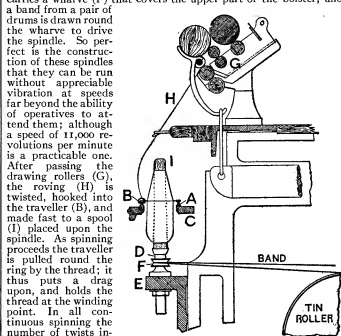 carries a wharve (F) that covers the upper part of the bolster, and
a band from a pair of
drums is drawn round
the wharve to drive
the spindle. So per-
fect is the construc-
tion of these spindles
that they can be run
without appreciable
vibration at speeds
far beyond the ability
of operatives to at-
tend them; although
a speed of 11,000 re-
volutions per minute
is a practicable one.
After passing the
drawing rollers (G),
the roving (H) is
twisted, hooked into
the traveller (B), and
made fast to a spool
(I) placed upon the
spindle. As spinning
proceeds the traveller
is pulled round the
ring by the thread; it
thus puts a drag
upon, and holds the
thread at the winding
point. In all con-
tinuous spinning the
number of twists in-
G
H
I
B
A
C
D
F
E
BAND
TIN
ROLLER